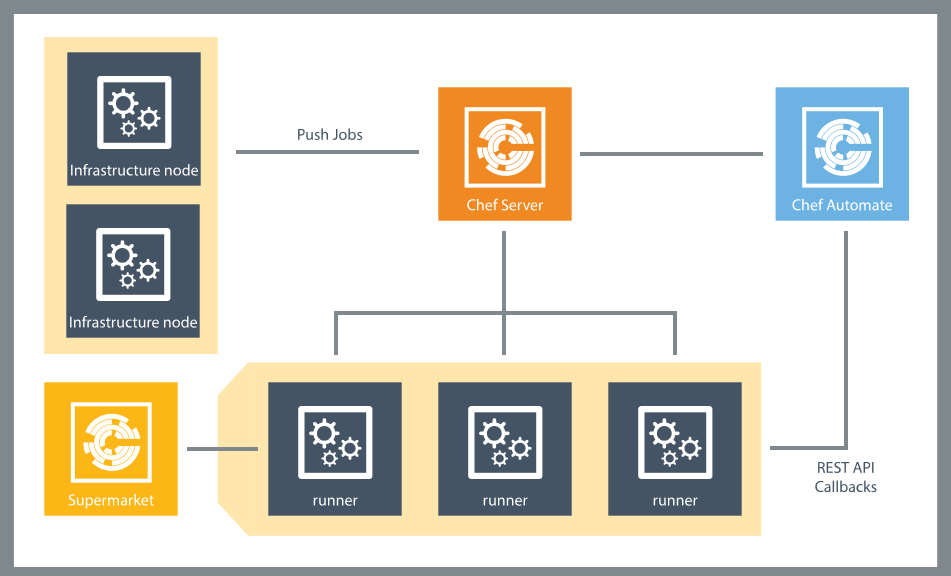 Infrastructure node
Push Jobs
Chef Server
Chef Automate
Infrastructure node
Supermarket
runner
runner
runner
REST API
Callbacks